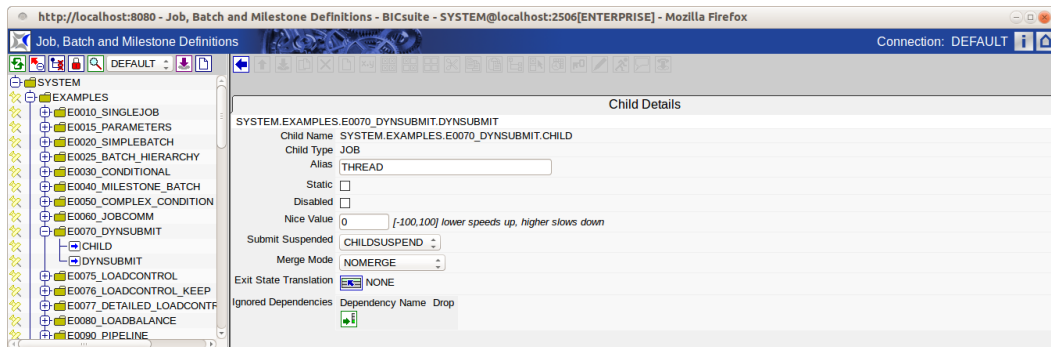 http://localhost:8080 - Job, Batch and Milestone Definitions - BICsuite - SYSTEM@localhost:2506[ENTERPRISE] - Mozilla Firefox
Job, Batch and Milestone Definitions
Connection: DEFAULT
DEFAULT
SYSTEM
EXAMPLES
E0010_SINGLEJOB
E0015_PARAMETERS
E0020_SIMPLEBATCH
E0025_BATCH_HIERARCHY
E0030_CONDITIONAL
E0040_MILESTONE_BATCH
E0050_COMPLEX_CONDITION
E0060_JOBCOMM
E0070_DYNSUBMIT
CHILD
DYNSUBMIT
E0075_LOADCONTROL
E0076_LOADCONTROL_KEEP
E0077_DETAILED_LOADCONTR
E0080_LOADBALANCE
E0090_PIPELINE
Child Details
SYSTEM.EXAMPLES.E0070_DYNSUBMIT.DYNSUBMIT
Child Name SYSTEM.EXAMPLES.E0070_DYNSUBMIT.CHILD
Child Type JOB
Alias THREAD
Static
Disabled
Nice Value 0 [-100,100] lower speeds up, higher slows down
Submit Suspended CHILDSUSPEND
Merge Mode NOMERGE
Exit State Translation NONE
Ignored Dependencies Dependency Name Drop